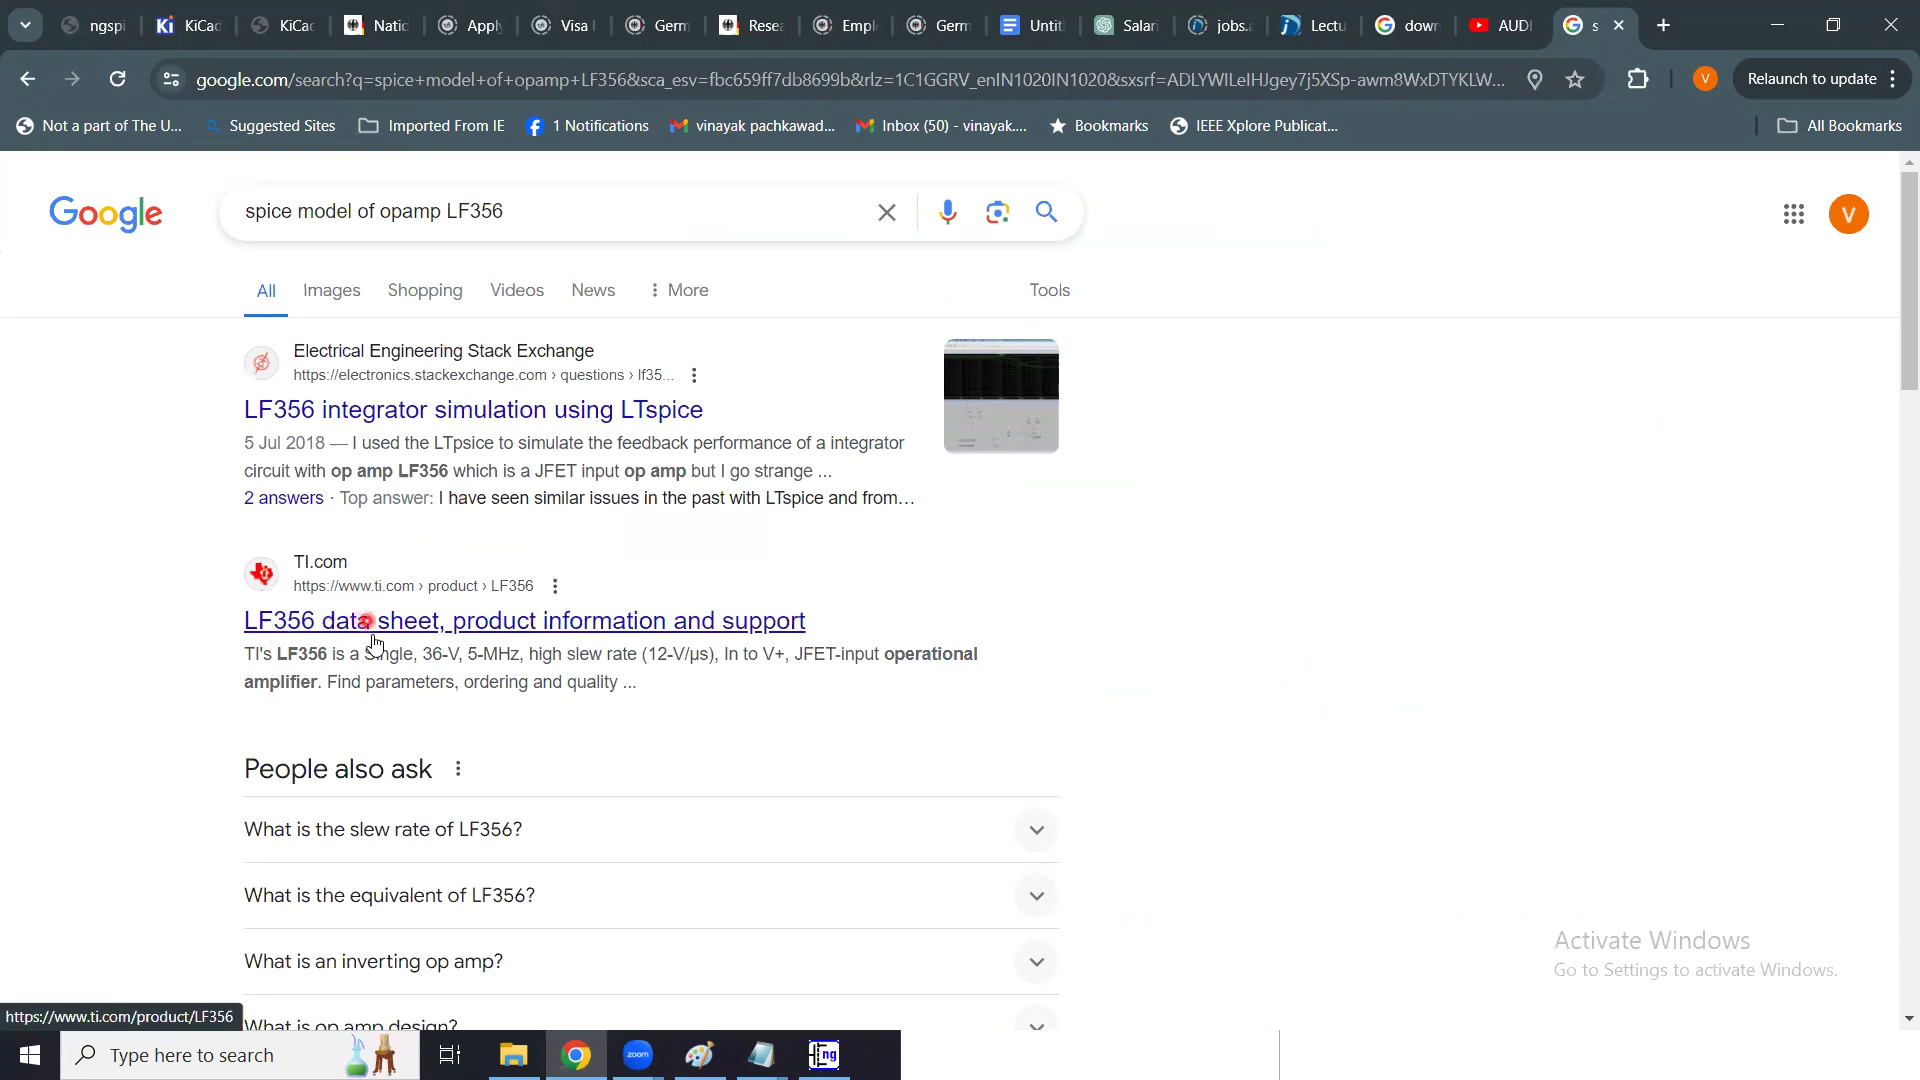 ngspi
KiCad
KiCad
Natio
Apply
Visa
Germ
Resea
Emplo
Germ
Untit
Salari
jobs.a
Lectu
down
AUDI
s
google.com/search?q=spice+model+of+opamp+LF356&sca_esv=fbc659ff7db8699b&rlz=1C1GGRV_enIN1020IN1020&sxsrf=ADLYWILeIHJgey7j5XSp-awm8WxDTYKLW...
V
Relaunch to update
Not a part of The U...
Suggested Sites
Imported From IE
1 Notifications
vinayak pachkawad...
Inbox (50) - vinayak....
Bookmarks
IEEE Xplore Publicat...
All Bookmarks
Google
spice model of opamp LF356
V
All
Images
Shopping
Videos
News
More
Tools
Electrical Engineering Stack Exchange
https://electronics.stackexchange.com › questions › lf35...
LF356 integrator simulation using LTspice
5 Jul 2018 — I used the LTpsice to simulate the feedback performance of a integrator
circuit with op amp LF356 which is a JFET input op amp but I go strange ...
2 answers · Top answer: I have seen similar issues in the past with LTspice and from...
TI.com
https://www.ti.com › product › LF356
LF356 data sheet, product information and support
TI's LF356 is a single, 36-V, 5-MHz, high slew rate (12-V/µs), In to V+, JFET-input operational
amplifier. Find parameters, ordering and quality ...
People also ask
What is the slew rate of LF356?
What is the equivalent of LF356?
What is an inverting op amp?
What is op amp design?
Activate Windows
Go to Settings to activate Windows.
https://www.ti.com/product/LF356
Type here to search
zoom
ng